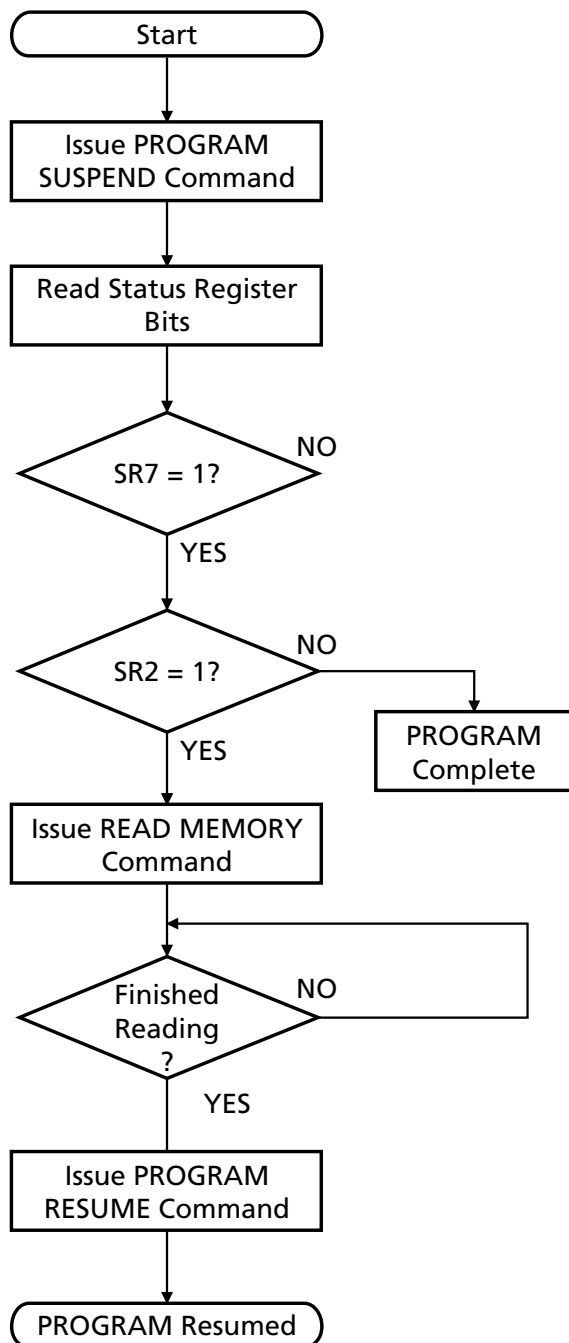 Start
Issue PROGRAM
SUSPEND Command
Read Status Register
Bits
NO
SR7 = 1?
YES
NO
SR2 = 1?
YES
PROGRAM
Complete
Issue READ MEMORY
Command
Finished
NO
Reading
?
YES
Issue PROGRAM
RESUME Command
PROGRAM Resumed